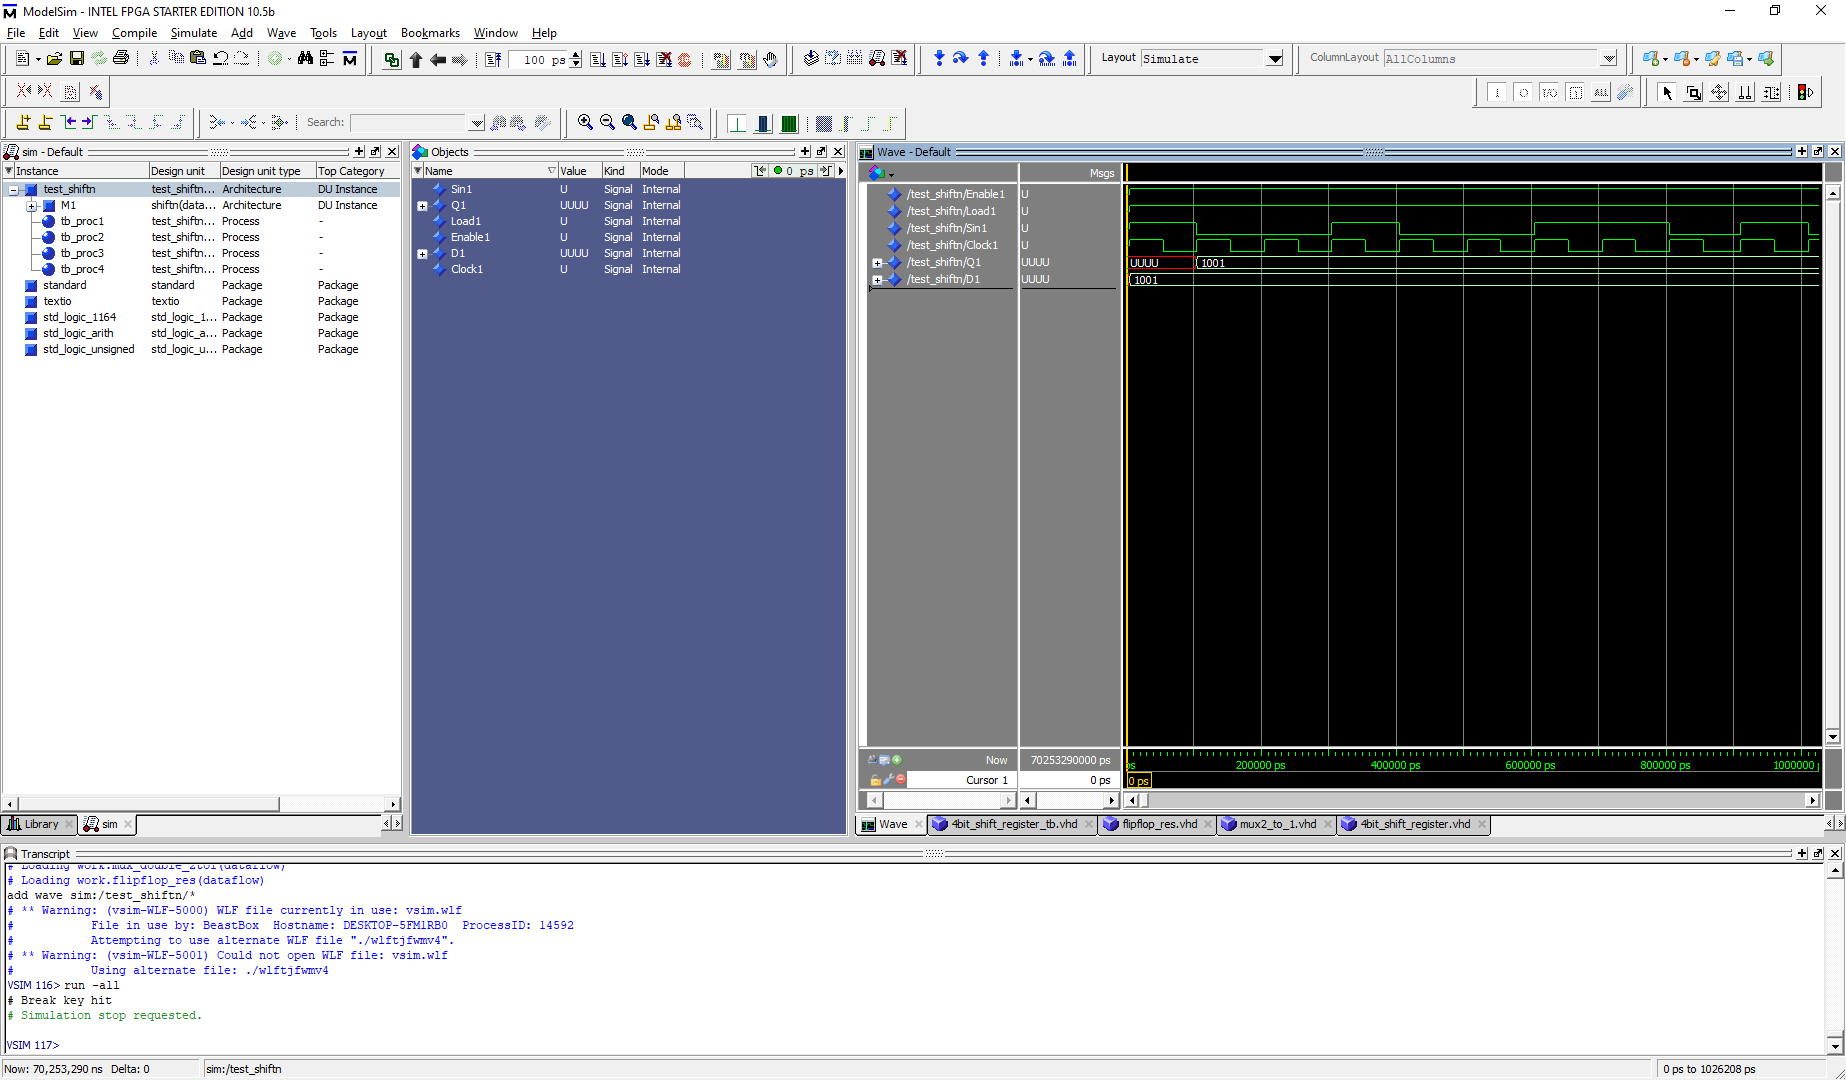 ModelSim - INTEL FPGA STARTER EDITION 10.5b
File Edit View Compile Simulate Add Wave Tools Layout Bookmarks Window Help
100 ps
Layout Simulate
ColumnLayout AllColumns
Search:
sim - Default
Instance Design unit Design unit type Top Category
test_shiftn test_shiftn... Architecture DU Instance
M1 shiftn(data... Architecture DU Instance
tb_proc1 test_shiftn... Process -
tb_proc2 test_shiftn... Process -
tb_proc3 test_shiftn... Process -
tb_proc4 test_shiftn... Process -
standard standard Package Package
textio textio Package Package
std_logic_1164 std_logic_1... Package Package
std_logic_arith std_logic_a... Package Package
std_logic_unsigned std_logic_u... Package Package
Library sim
Objects
Name Value Kind Mode 0 ps
Sin1 U Signal Internal
Q1 UUUU Signal Internal
Load1 U Signal Internal
Enable1 U Signal Internal
D1 UUUU Signal Internal
Clock1 U Signal Internal
Wave - Default
Msgs
/test_shiftn/Enable1 U
/test_shiftn/Load1 U
/test_shiftn/Sin1 U
/test_shiftn/Clock1 U
/test_shiftn/Q1 UUUU UUUU 1001
/test_shiftn/D1 UUUU 1001
Now 70253290000 ps ps 200000 ps 400000 ps 600000 ps 800000 ps 1000000 p
Cursor 1 0 ps 0 ps
Wave 4bit_shift_register_tb.vhd flipflop_res.vhd mux2_to_1.vhd 4bit_shift_register.vhd
Transcript
# Loading work.mux_double_2to1(dataflow)
# Loading work.flipflop_res(dataflow)
add wave sim:/test_shiftn/*
# ** Warning: (vsim-WLF-5000) WLF file currently in use: vsim.wlf
# File in use by: BeastBox Hostname: DESKTOP-5FM1RB0 ProcessID: 14592
# Attempting to use alternate WLF file "./wlftjfwmv4".
# ** Warning: (vsim-WLF-5001) Could not open WLF file: vsim.wlf
# Using alternate file: ./wlftjfwmv4
VSIM 116> run -all
# Break key hit
# Simulation stop requested.
VSIM 117>
Now: 70,253,290 ns Delta: 0 sim:/test_shiftn 0 ps to 1026208 ps